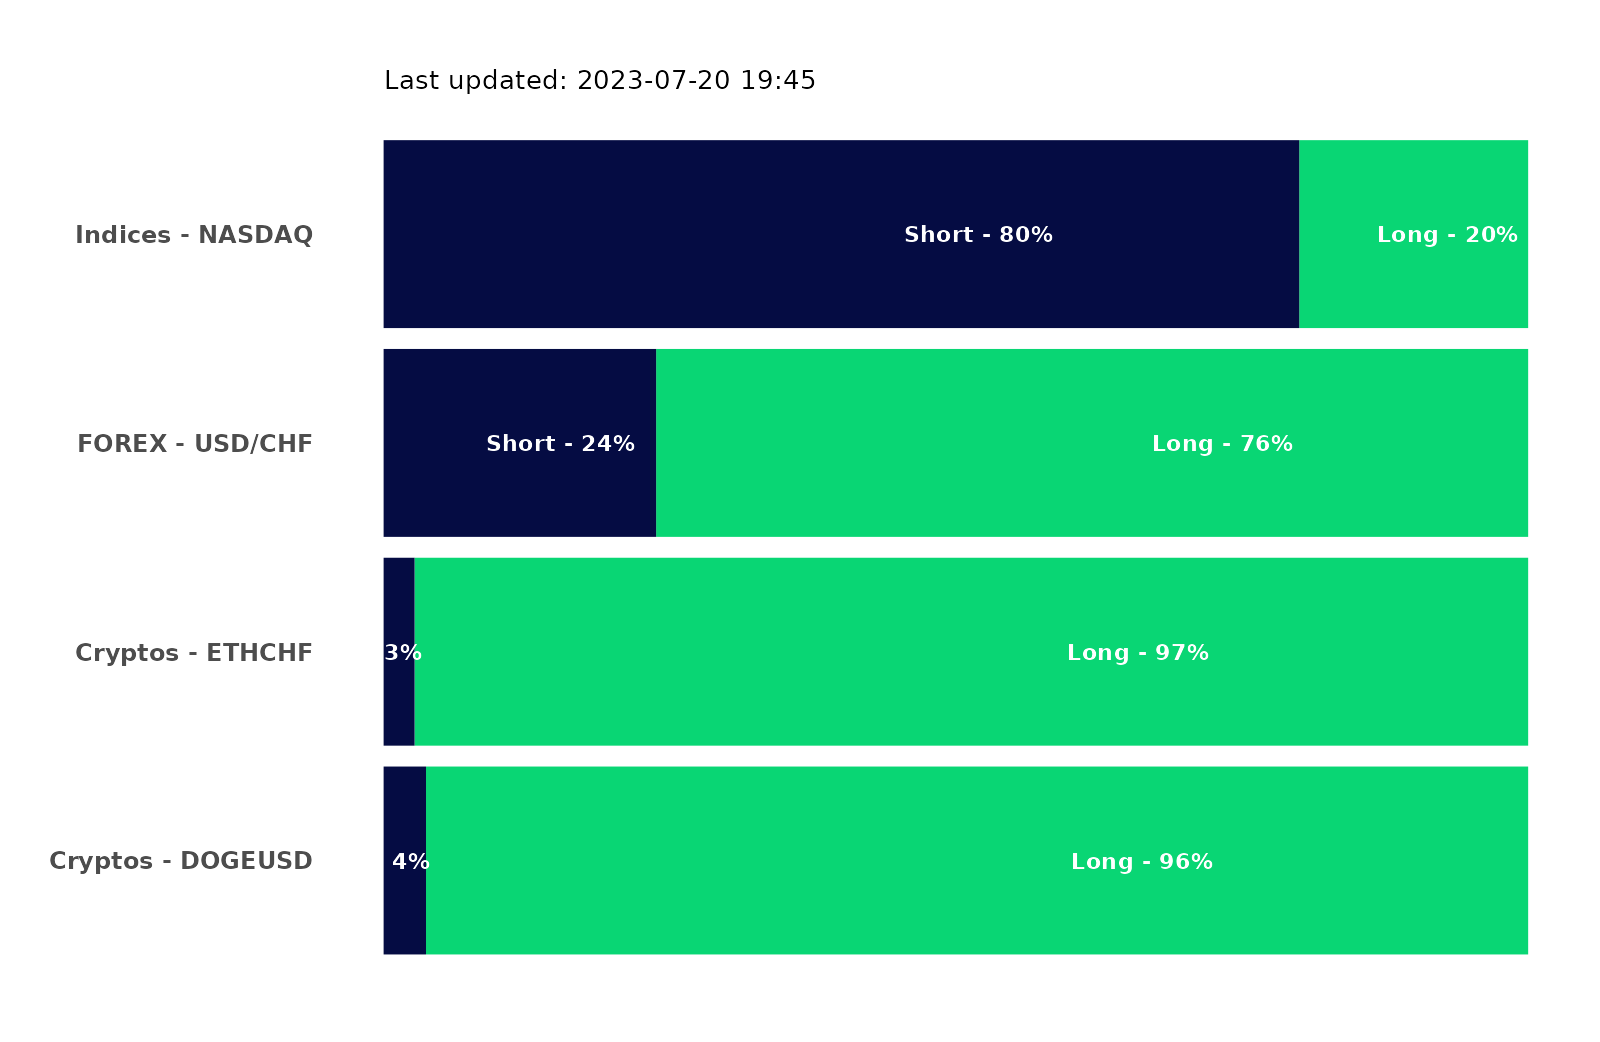 Last updated: 2023-07-20 19:45
Indices - NASDAQ Short - 80% Long - 20%
FOREX - USD/CHF Short - 24% Long - 76%
Cryptos - ETHCHF 3% Long - 97%
Cryptos - DOGEUSD 4% Long - 96%